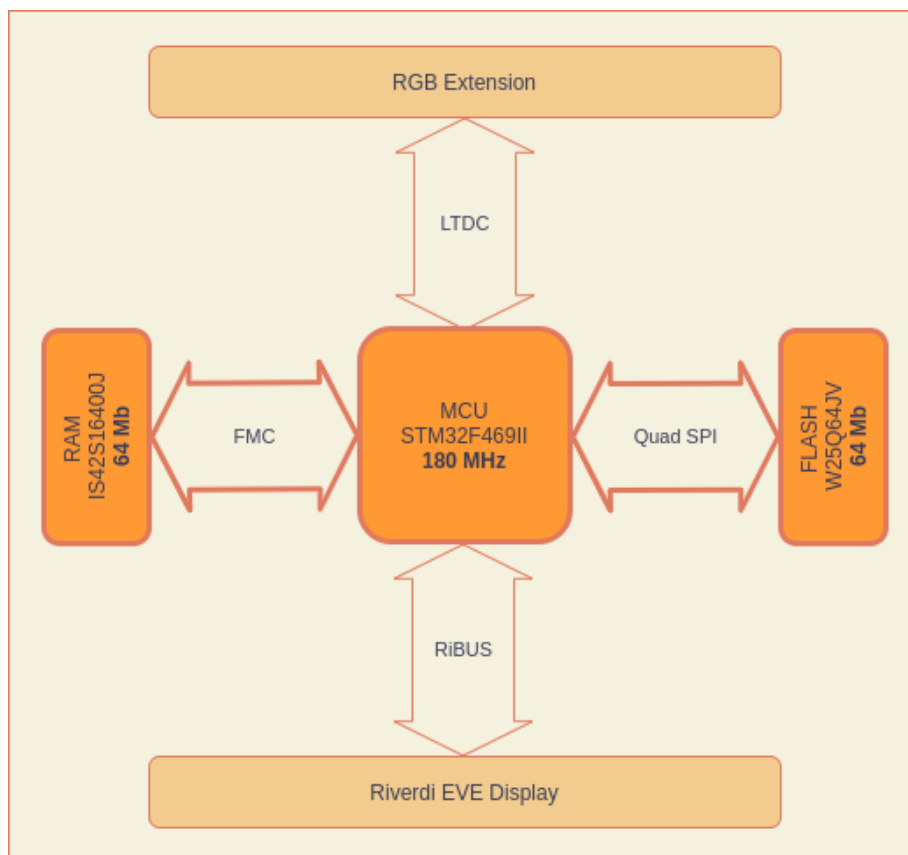 RGB Extension
LTDC
RAM
IS42S16400J
64 Mb
FMC
MCU
STM32F469II
180 MHz
Quad SPI
FLASH
W25Q64JV
64 Mb
RiBUS
Riverdi EVE Display